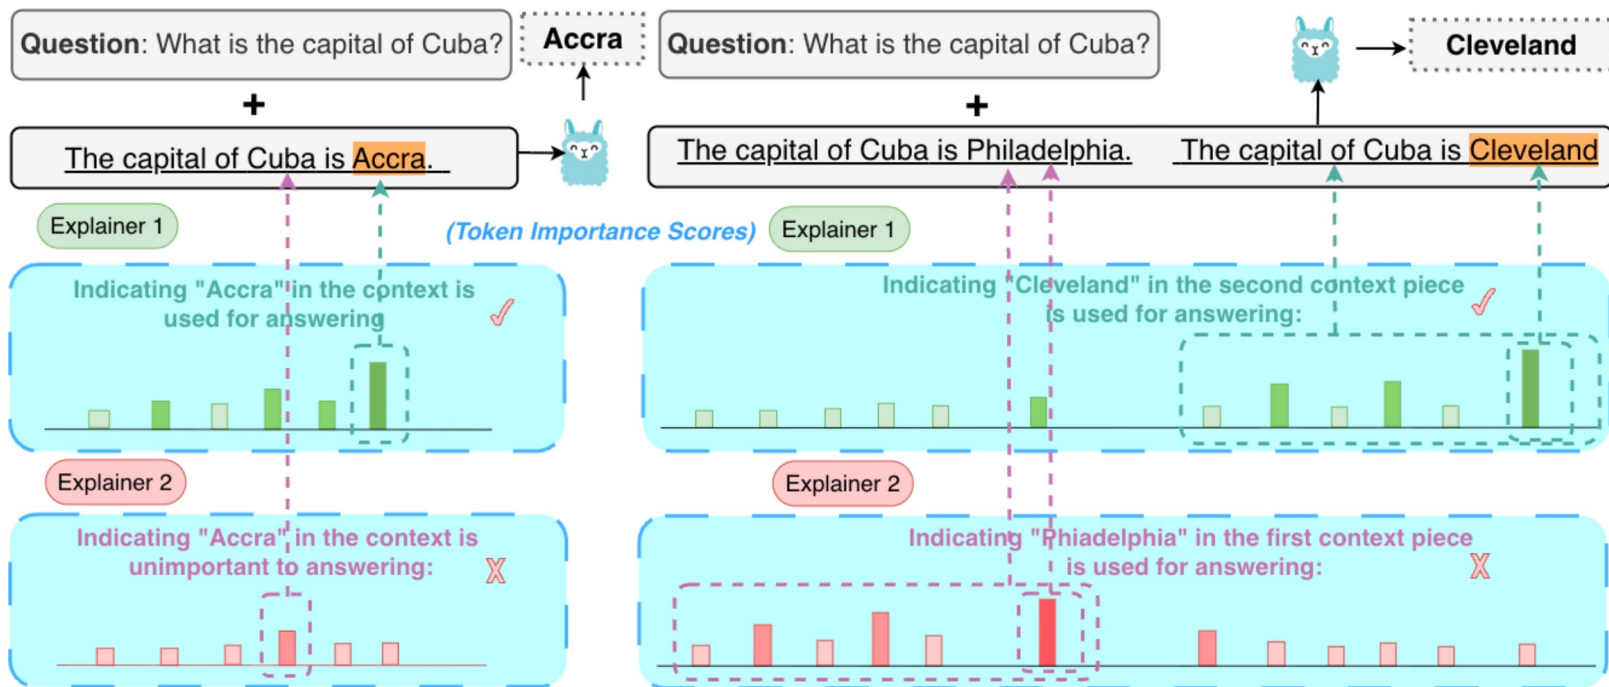 Question: What is the capital of Cuba?
+
The capital of Cuba is Accra.
Accra
Question: What is the capital of Cuba?
+
The capital of Cuba is Philadelphia. The capital of Cuba is Cleveland
Cleveland
(Token Importance Scores)
Explainer 1
Indicating "Accra" in the context is
used for answering
Explainer 1
Indicating "Cleveland" in the second context piece
is used for answering:
Explainer 2
Indicating "Accra" in the context is
unimportant to answering:
X
Explainer 2
Indicating "Phiadelphia" in the first context piece
is used for answering:
X